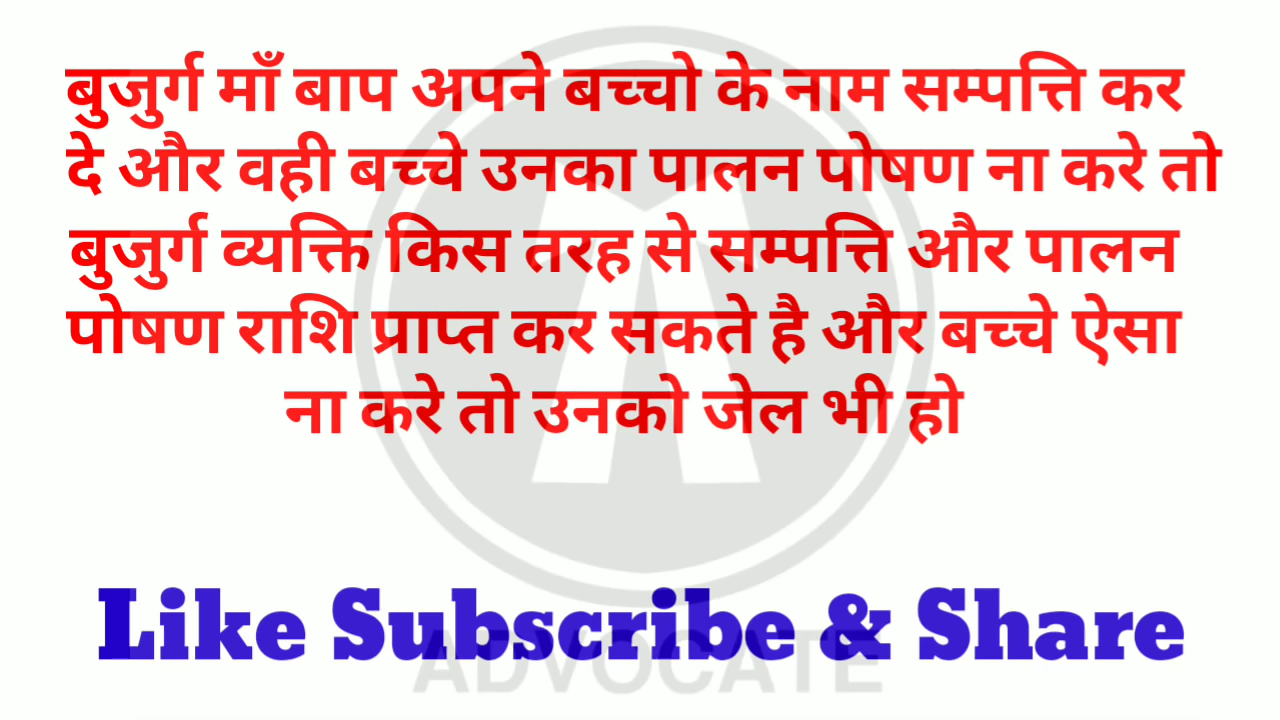 बुजुर्ग माँ बाप अपने बच्चो के नाम सम्पत्ति कर
दे और वही बच्चे उनका पालन पोषण ना करे तो
बुजुर्ग व्यक्ति किस तरह से सम्पत्ति और पालन
पोषण राशि प्राप्त कर सकते है और बच्चे ऐसा
ना करे तो उनको जेल भी हो
Like Subscribe & Share
ADVOCATE